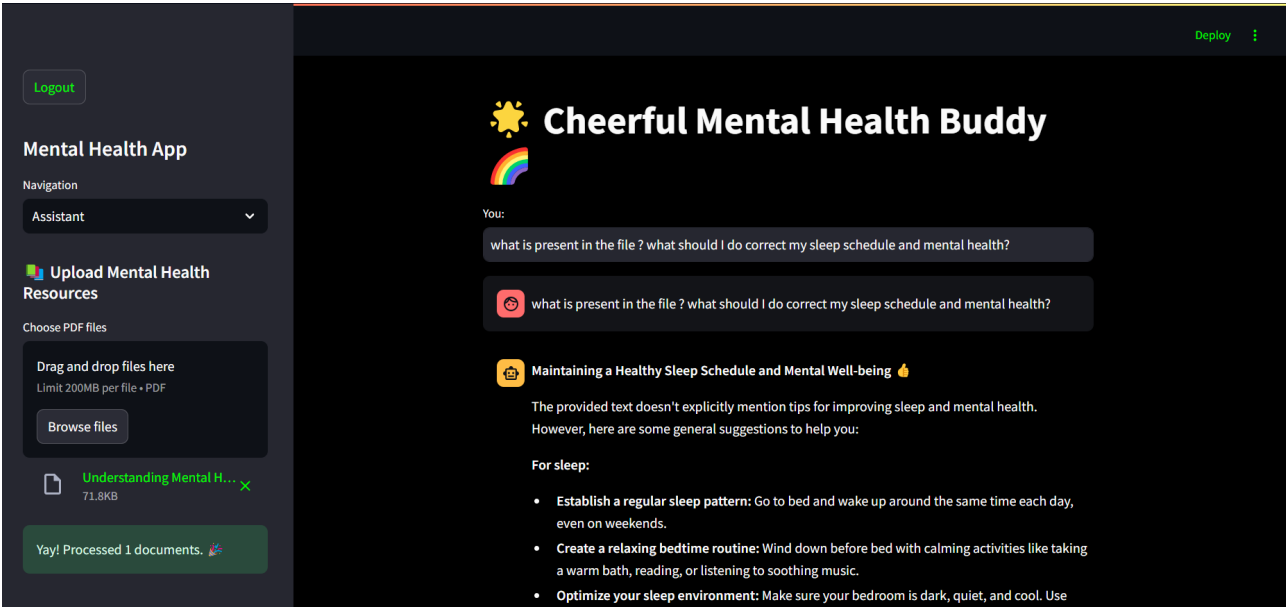 Logout
Mental Health App
Navigation
Assistant
Upload Mental Health
Resources
Choose PDF files
Drag and drop files here
Limit 200MB per file • PDF
Browse files
Understanding Mental H...
71.8KB
Yay! Processed 1 documents.
Deploy
Cheerful Mental Health Buddy
You:
what is present in the file ? what should I do correct my sleep schedule and mental health?
what is present in the file ? what should I do correct my sleep schedule and mental health?
Maintaining a Healthy Sleep Schedule and Mental Well-being 👍
The provided text doesn't explicitly mention tips for improving sleep and mental health.
However, here are some general suggestions to help you:
For sleep:
• Establish a regular sleep pattern: Go to bed and wake up around the same time each day,
even on weekends.
• Create a relaxing bedtime routine: Wind down before bed with calming activities like taking
a warm bath, reading, or listening to soothing music.
• Optimize your sleep environment: Make sure your bedroom is dark, quiet, and cool. Use